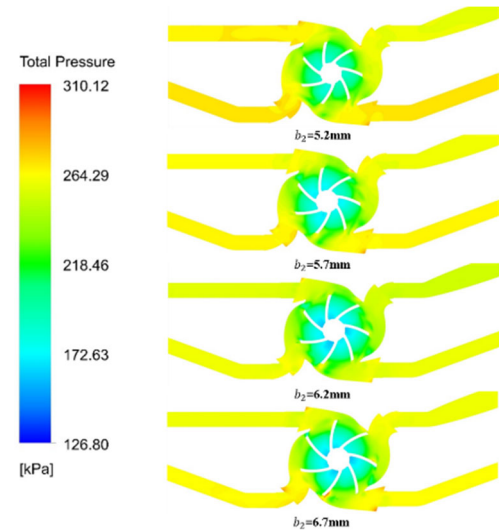 Total Pressure
310.12
264.29
218.46
172.63
126.80
[kPa]
b₂=5.2mm
b₂=5.7mm
b₂=6.2mm
b₂=6.7mm